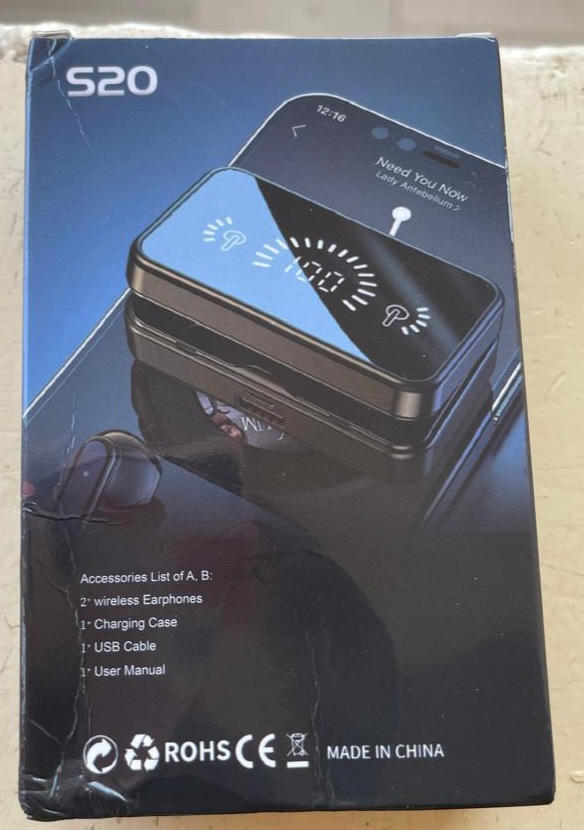 S20
12:16
Need You Now
Lady Antebellum >
100
Accessories List of A, B:
2* wireless Earphones
1* Charging Case
1* USB Cable
1* User Manual
ROHS CE MADE IN CHINA